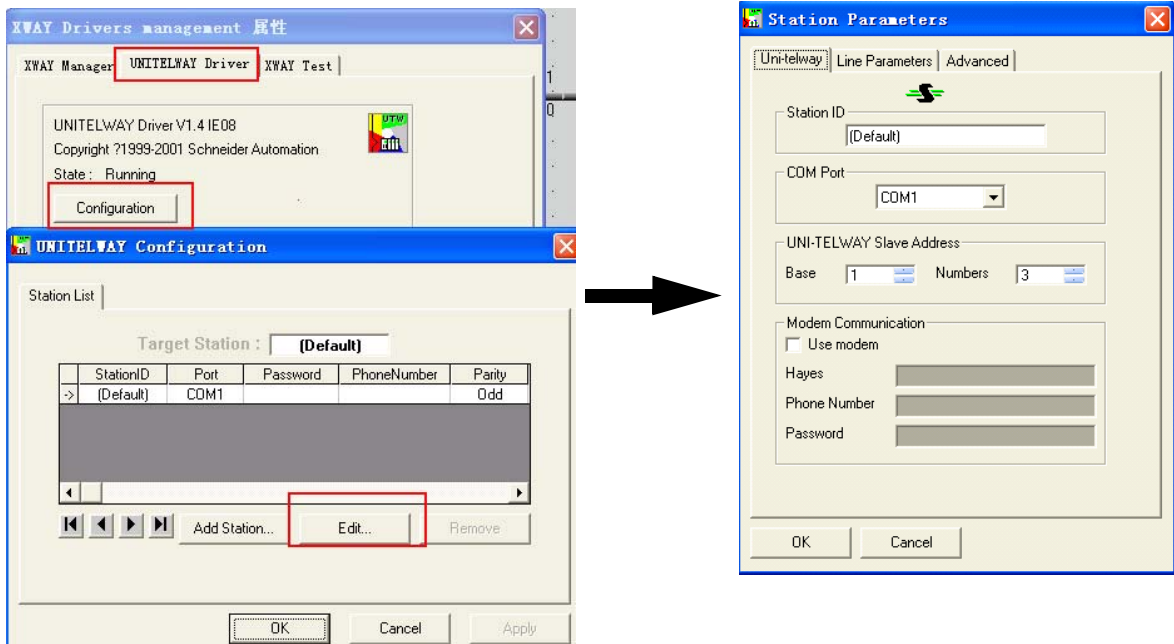 XWAY Drivers management 属性
XWAY Manager UNITELWAY Driver XWAY Test
UTW
UNITELWAY Driver V1.4 IE08
Copyright ?1999-2001 Schneider Automation
State : Running
Configuration
1
0
UNITELWAY Configuration
Station List
Target Station : (Default)
StationID Port Password PhoneNumber Parity
-> (Default) COM1 Odd
Add Station... Edit... Remove
OK Cancel Apply
Station Parameters
Uni-telway Line Parameters Advanced
Station ID
(Default)
COM Port
COM1
UNI-TELWAY Slave Address
Base 1 Numbers 3
Modem Communication
Use modem
Hayes
Phone Number
Password
OK Cancel